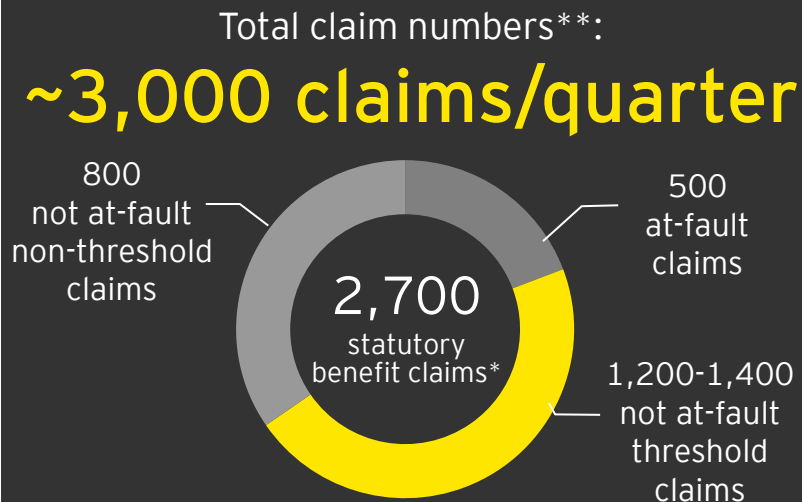 Total claim numbers**:
~3,000 claims/quarter
800
not at-fault
non-threshold
claims
500
at-fault
claims
2,700
statutory
benefit claims*
1,200-1,400
not at-fault
threshold
claims